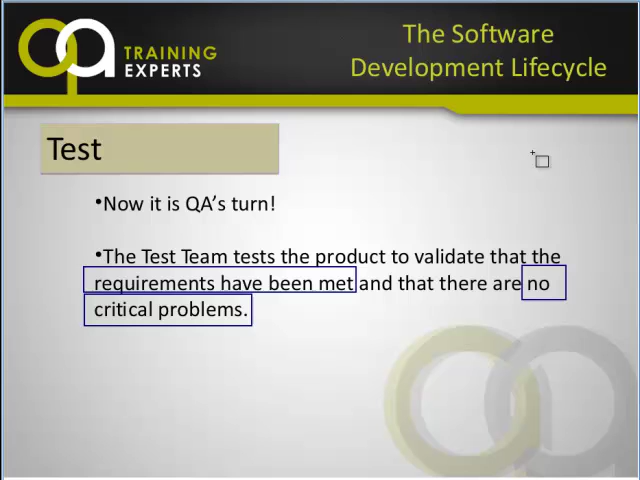 The Software
Development Lifecycle
qa TRAINING
EXPERTS
Test
•Now it is QA's turn!
•The Test Team tests the product to validate that the
requirements have been met and that there are no
critical problems.